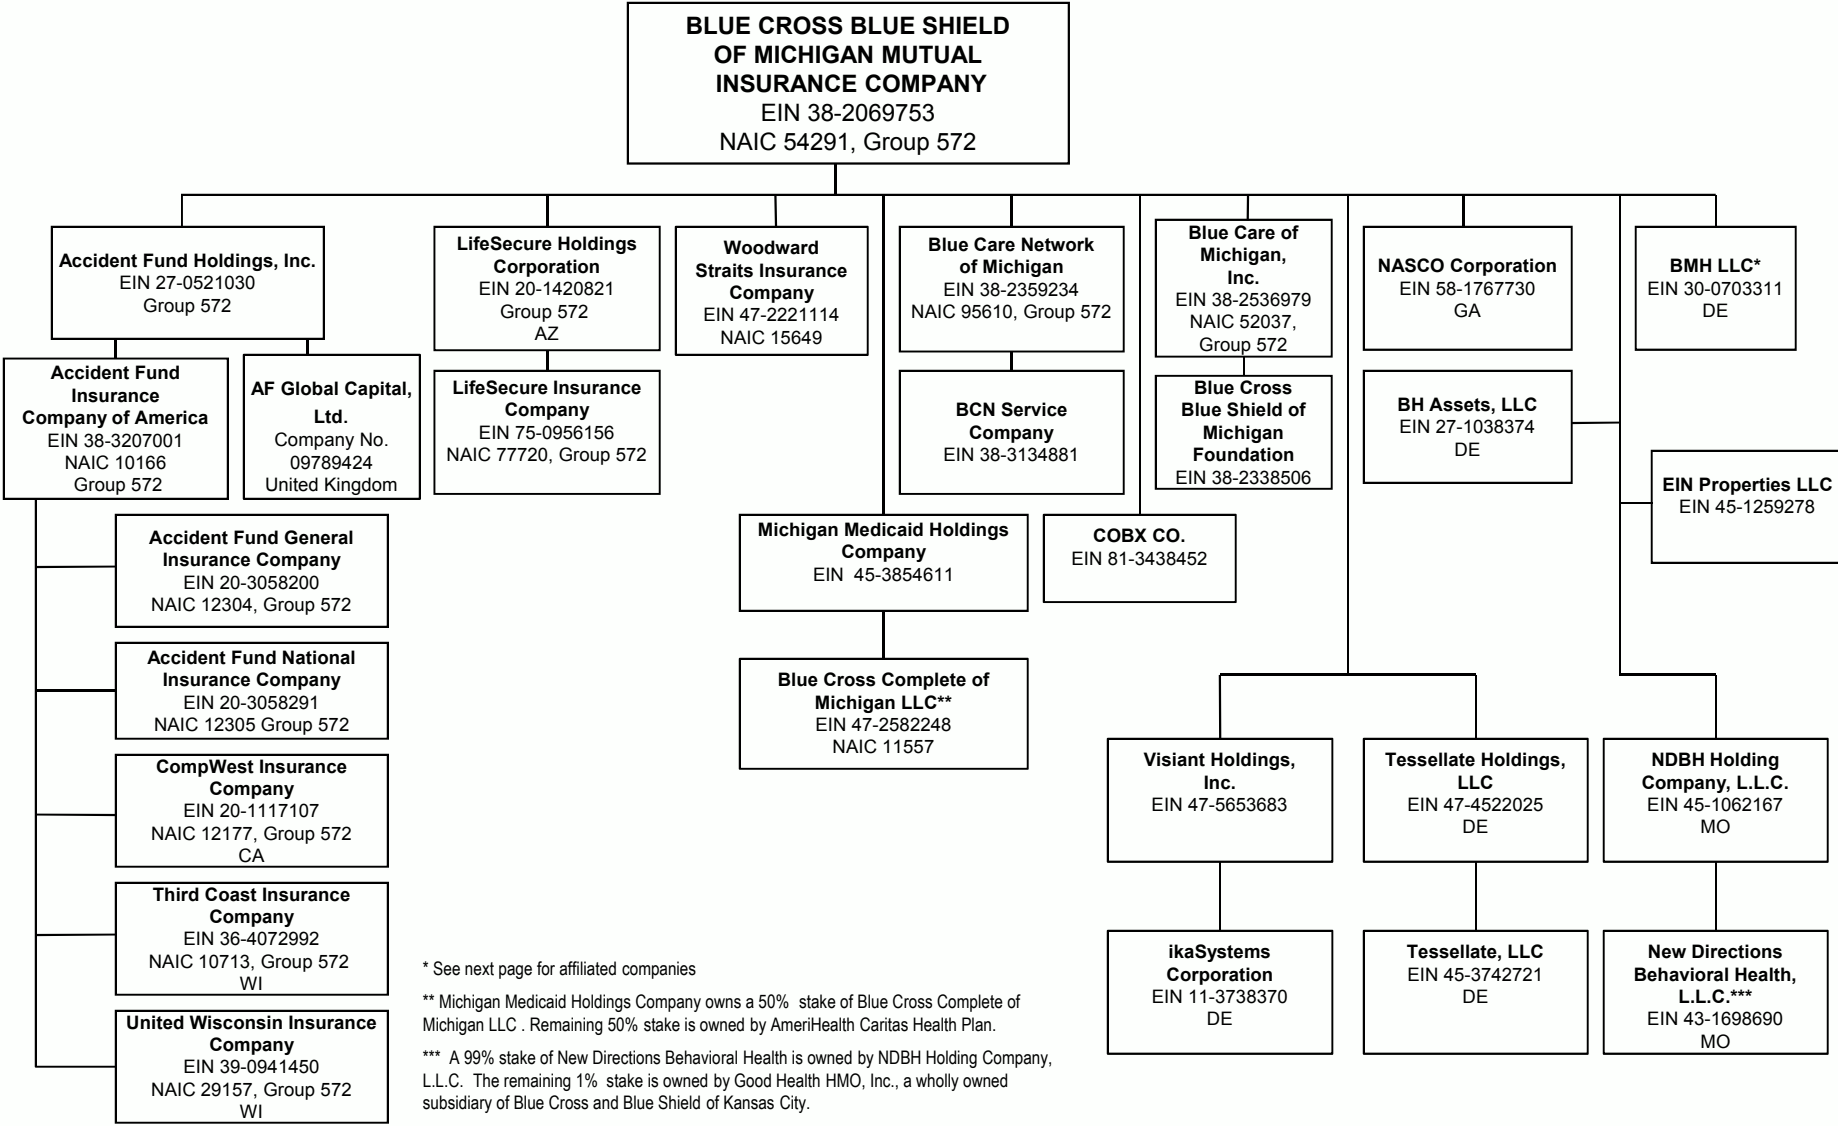 BLUE CROSS BLUE SHIELD
OF MICHIGAN MUTUAL
INSURANCE COMPANY
EIN 38-2069753
NAIC 54291, Group 572
Accident Fund Holdings, Inc.
EIN 27-0521030
Group 572
LifeSecure Holdings
Corporation
EIN 20-1420821
Group 572
AZ
Woodward
Straits Insurance
Company
EIN 47-2221114
NAIC 15649
Blue Care Network
of Michigan
EIN 38-2359234
NAIC 95610, Group 572
Blue Care of
Michigan,
Inc.
EIN 38-2536979
NAIC 52037,
Group 572
NASCO Corporation
EIN 58-1767730
GA
BMH LLC*
EIN 30-0703311
DE
Accident Fund
Insurance
Company of America
EIN 38-3207001
NAIC 10166
Group 572
AF Global Capital,
Ltd.
Company No.
09789424
United Kingdom
LifeSecure Insurance
Company
EIN 75-0956156
NAIC 77720, Group 572
BCN Service
Company
EIN 38-3134881
Blue Cross
Blue Shield of
Michigan
Foundation
EIN 38-2338506
BH Assets, LLC
EIN 27-1038374
DE
EIN Properties LLC
EIN 45-1259278
Accident Fund General
Insurance Company
EIN 20-3058200
NAIC 12304, Group 572
Michigan Medicaid Holdings
Company
EIN  45-3854611
COBX CO.
EIN 81-3438452
Accident Fund National
Insurance Company
EIN 20-3058291
NAIC 12305 Group 572
Blue Cross Complete of
Michigan LLC**
EIN 47-2582248
NAIC 11557
CompWest Insurance
Company
EIN 20-1117107
NAIC 12177, Group 572
CA
Visiant Holdings,
Inc.
EIN 47-5653683
Tessellate Holdings,
LLC
EIN 47-4522025
DE
NDBH Holding
Company, L.L.C.
EIN 45-1062167
MO
Third Coast Insurance
Company
EIN 36-4072992
NAIC 10713, Group 572
WI
ikaSystems
Corporation
EIN 11-3738370
DE
Tessellate, LLC
EIN 45-3742721
DE
New Directions
Behavioral Health,
L.L.C.***
EIN 43-1698690
MO
United Wisconsin Insurance
Company
EIN 39-0941450
NAIC 29157, Group 572
WI
* See next page for affiliated companies
** Michigan Medicaid Holdings Company owns a 50%  stake of Blue Cross Complete of
Michigan LLC . Remaining 50% stake is owned by AmeriHealth Caritas Health Plan.
***  A 99% stake of New Directions Behavioral Health is owned by NDBH Holding Company,
L.L.C.  The remaining 1%  stake is owned by Good Health HMO, Inc., a wholly owned
subsidiary of Blue Cross and Blue Shield of Kansas City.